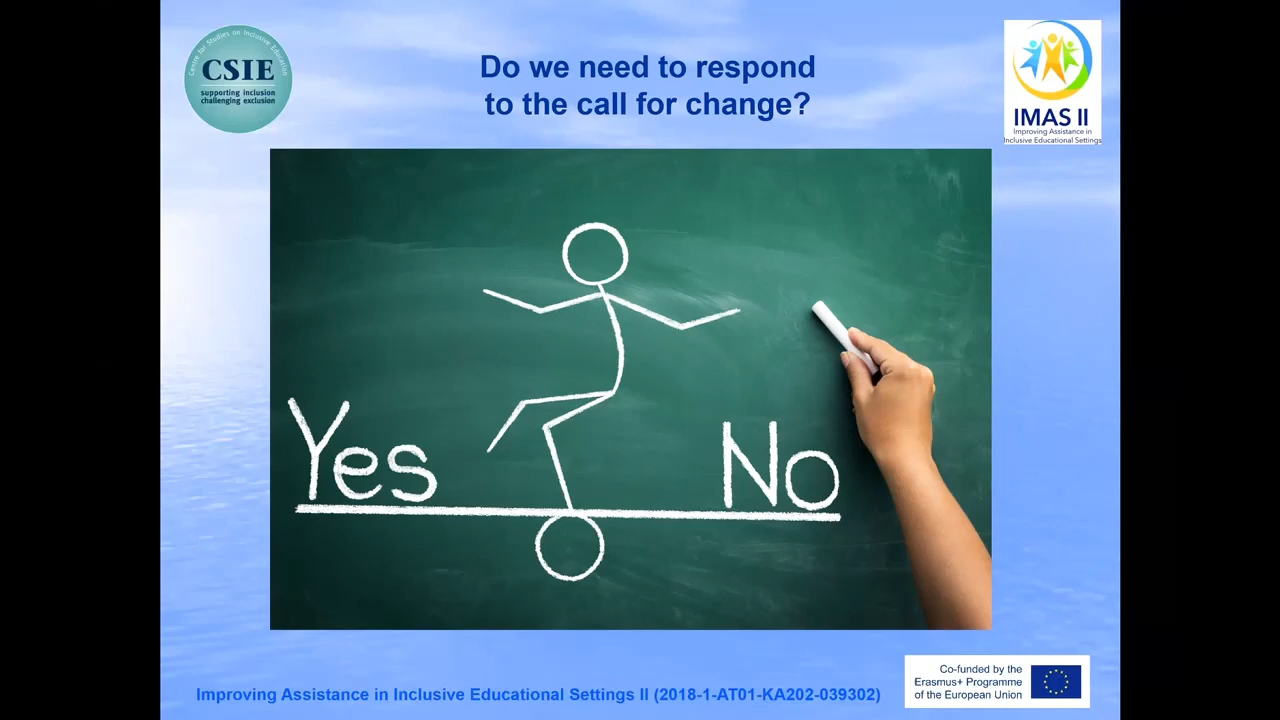 Centre for Studies on Inclusive Education
CSIE
supporting inclusion
challenging exclusion
Do we need to respond
to the call for change?
IMAS II
Improving Assistance in
Inclusive Educational Settings
Yes
No
Improving Assistance in Inclusive Educational Settings II (2018-1-AT01-KA202-039302)
Co-funded by the
Erasmus+ Programme
of the European Union